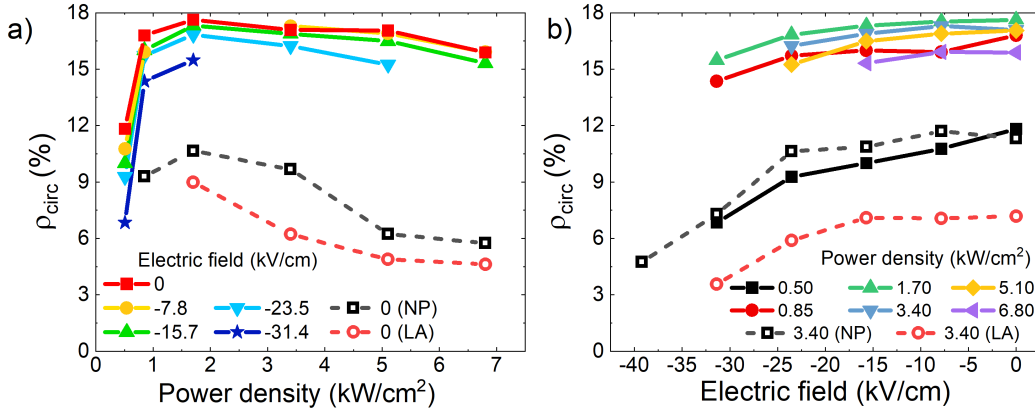 a)
18
15
12
9
6
3
0
ρcirc (%)
Electric field (kV/cm)
0
-7.8 -23.5 0 (NP)
-15.7 -31.4 0 (LA)
0 1 2 3 4 5 6 7
Power density (kW/cm²)
b)
18
15
12
9
6
3
0
ρcirc (%)
Power density (kW/cm²)
0.50 1.70 5.10
0.85 3.40 6.80
3.40 (NP) 3.40 (LA)
-40 -35 -30 -25 -20 -15 -10 -5 0
Electric field (kV/cm)